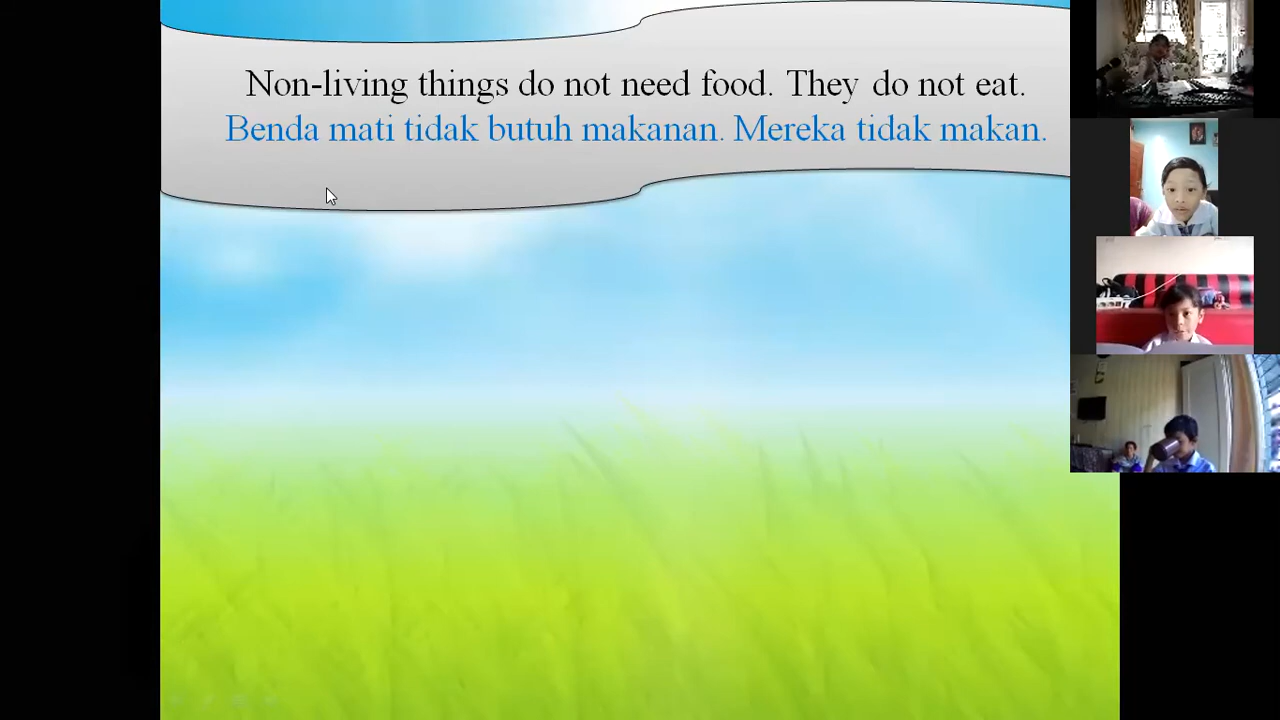 Non-living things do not need food. They do not eat.
Benda mati tidak butuh makanan. Mereka tidak makan.